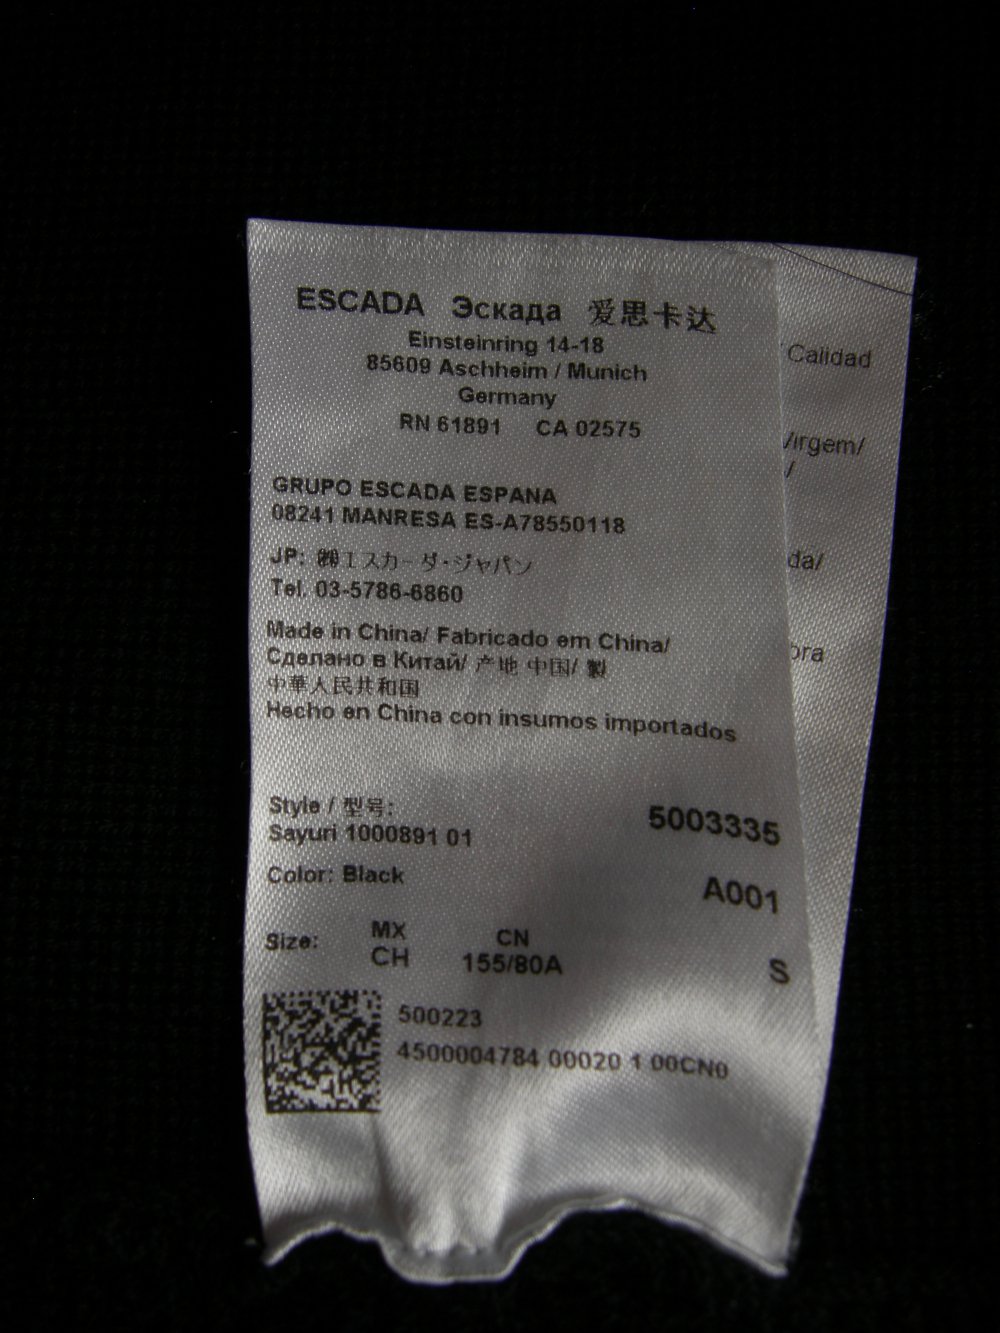 ESCADA Эскада 爱思卡达
Einsteinring 14-18
85609 Aschheim / Munich
Germany
RN 61891 CA 02575
GRUPO ESCADA ESPANA
08241 MANRESA ES-A78550118
JP: ㈱エスカーダ・ジャパン
Tel. 03-5786-6860
Made in China/ Fabricado em China/
Сделано в Китай/ 产地 中国/ 製
中華人民共和国
Hecho en China con insumos importados
Style / 型号: 5003335
Sayuri 1000891 01
Color: Black A001
Size: MX CN
CH 155/80A S
500223
4500004784 00020 1 00CN0
Calidad
/irgem/
/
da/
ora